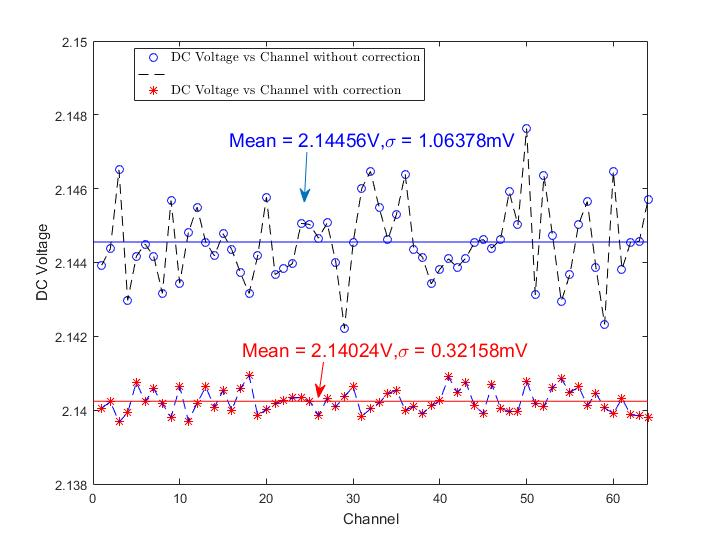 2.15
DC Voltage vs Channel without correction
DC Voltage vs Channel with correction
2.148
Mean = 2.14456V,σ = 1.06378mV
2.146
2.144
DC Voltage
2.142
Mean = 2.14024V,σ = 0.32158mV
2.14
2.138
0 10 20 30 40 50 60
Channel